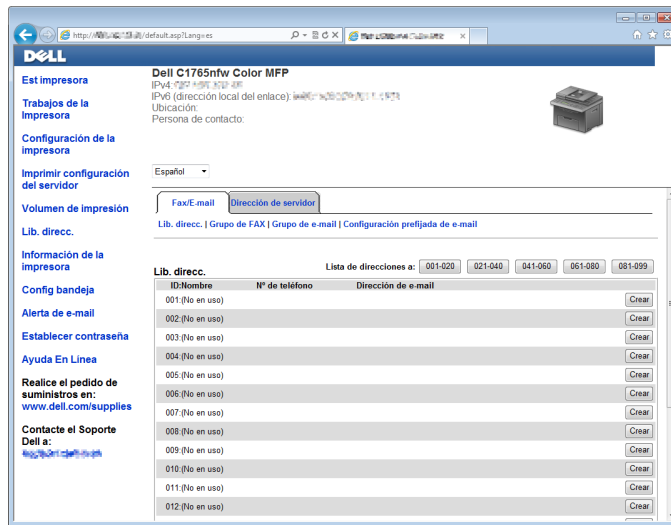 http://
/default.asp?Lang=es
DELL
Est impresora
Trabajos de la
Impresora
Configuración de la
impresora
Imprimir configuración
del servidor
Volumen de impresión
Lib. direcc.
Información de la
impresora
Config bandeja
Alerta de e-mail
Establecer contraseña
Ayuda En Linea
Realice el pedido de
suministros en:
www.dell.com/supplies
Contacte el Soporte
Dell a:
Dell C1765nfw Color MFP
IPv4:
IPv6 (dirección local del enlace):
Ubicación:
Persona de contacto:
Español
Fax/E-mail Dirección de servidor
Lib. direcc. | Grupo de FAX | Grupo de e-mail | Configuración prefijada de e-mail
Lista de direcciones a: 001-020 021-040 041-060 061-080 081-099
Lib. direcc.
ID:Nombre Nº de teléfono Dirección de e-mail
001:(No en uso) Crear
002:(No en uso) Crear
003:(No en uso) Crear
004:(No en uso) Crear
005:(No en uso) Crear
006:(No en uso) Crear
007:(No en uso) Crear
008:(No en uso) Crear
009:(No en uso) Crear
010:(No en uso) Crear
011:(No en uso) Crear
012:(No en uso) Crear